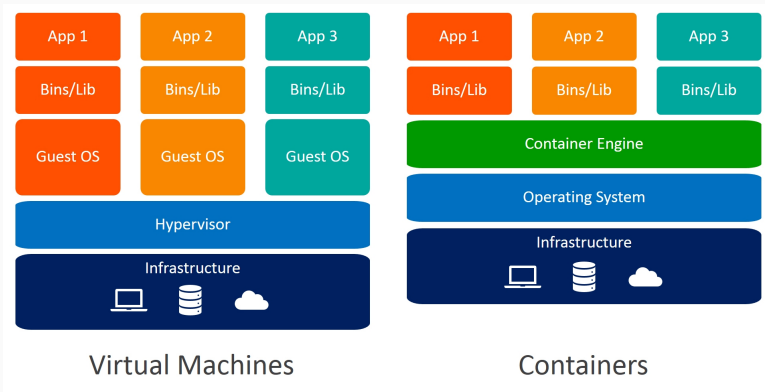 App 1
App 2
App 3
Bins/Lib
Bins/Lib
Bins/Lib
Guest OS
Guest OS
Guest OS
Hypervisor
Infrastructure
Virtual Machines
App 1
App 2
App 3
Bins/Lib
Bins/Lib
Bins/Lib
Container Engine
Operating System
Infrastructure
Containers